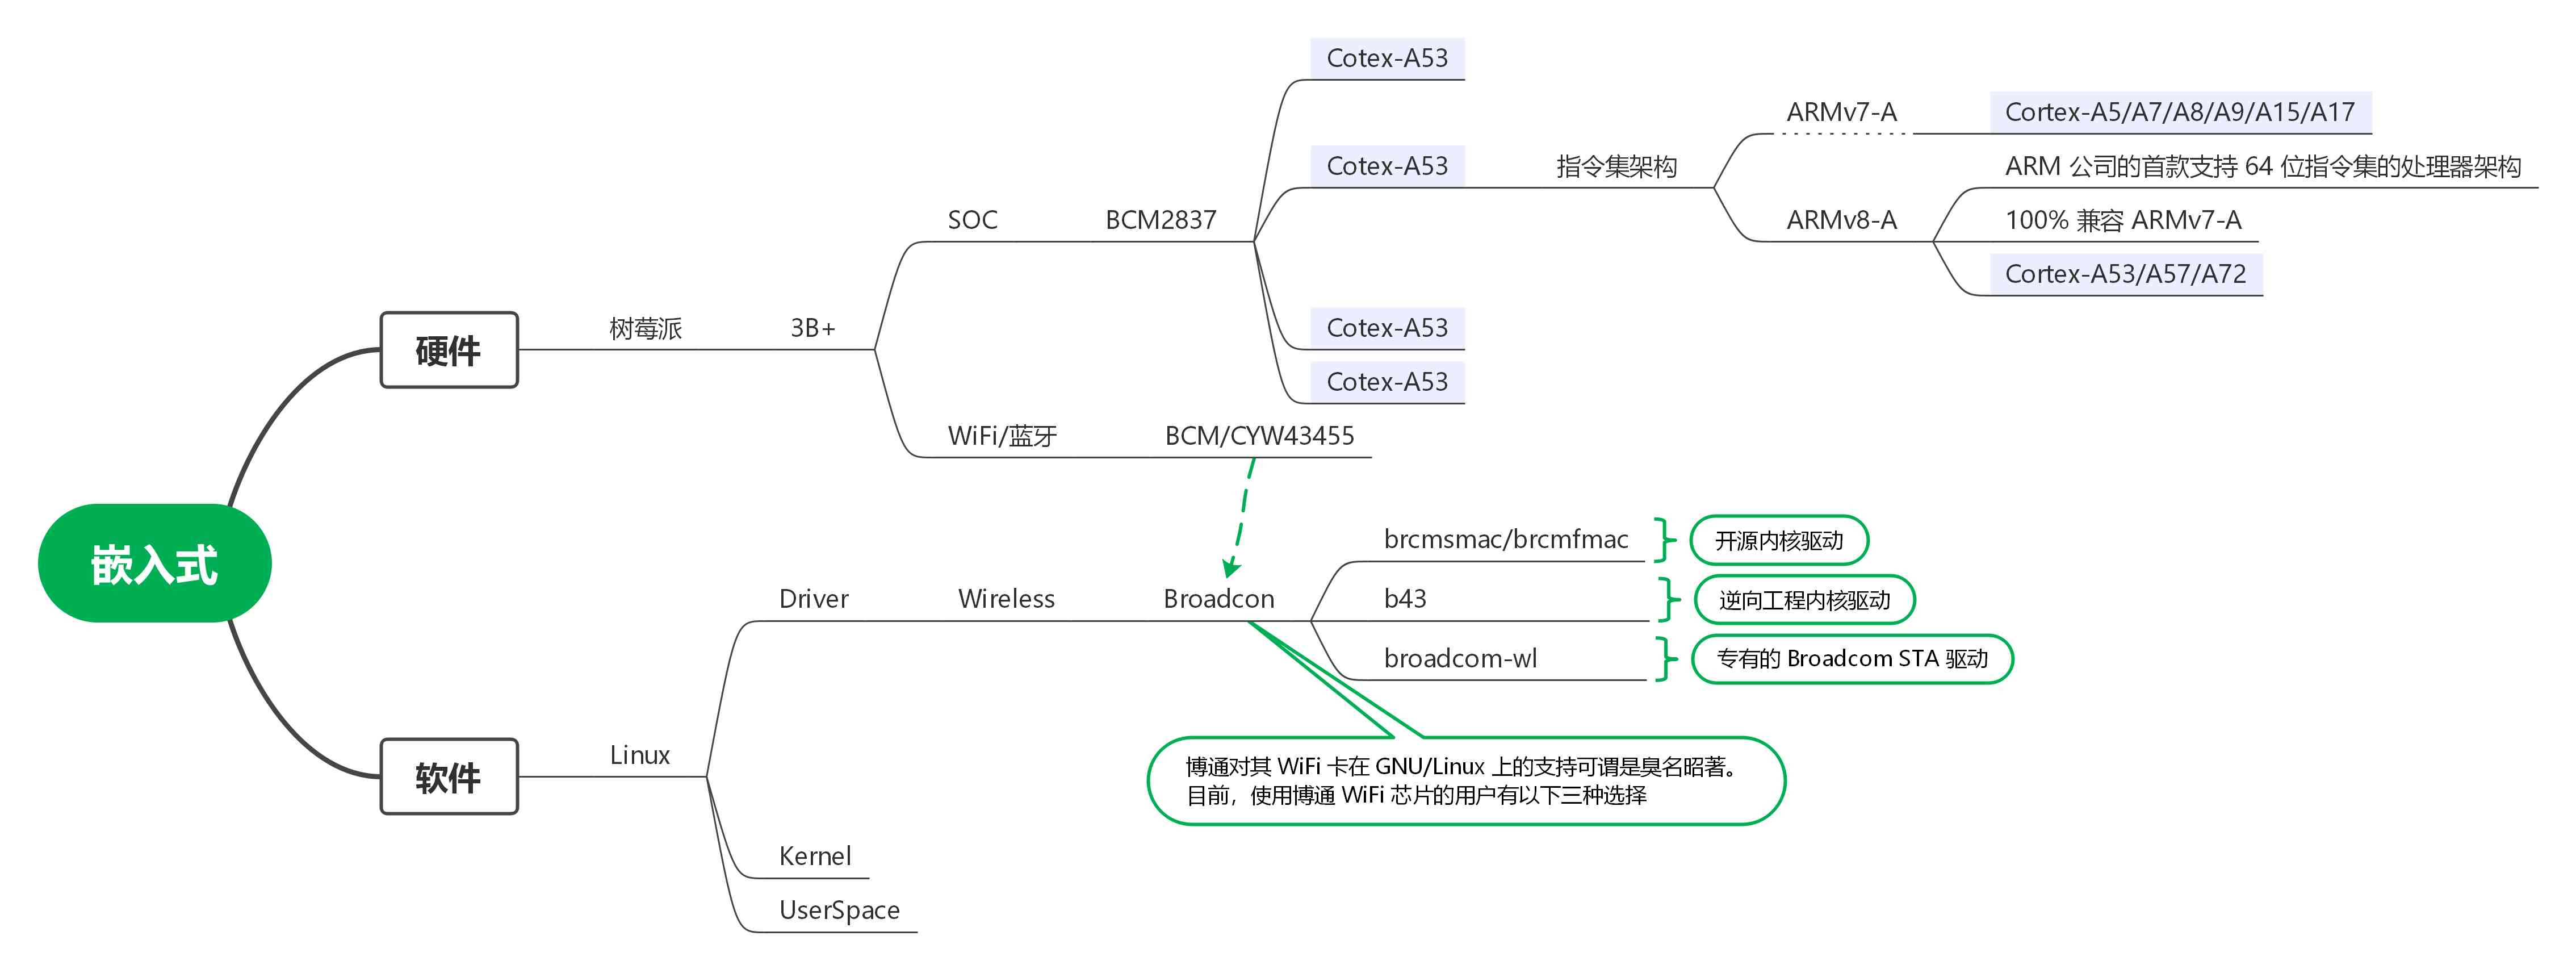 嵌入式
硬件
树莓派
3B+
SOC
BCM2837
Cotex-A53
Cotex-A53
指令集架构
ARMv7-A
Cortex-A5/A7/A8/A9/A15/A17
ARMv8-A
ARM 公司的首款支持 64 位指令集的处理器架构
100% 兼容 ARMv7-A
Cortex-A53/A57/A72
Cotex-A53
Cotex-A53
WiFi/蓝牙
BCM/CYW43455
软件
Linux
Driver
Wireless
Broadcon
brcmsmac/brcmfmac
开源内核驱动
b43
逆向工程内核驱动
broadcom-wl
专有的 Broadcom STA 驱动
博通对其 WiFi 卡在 GNU/Linux 上的支持可谓是臭名昭著。
目前，使用博通 WiFi 芯片的用户有以下三种选择
Kernel
UserSpace